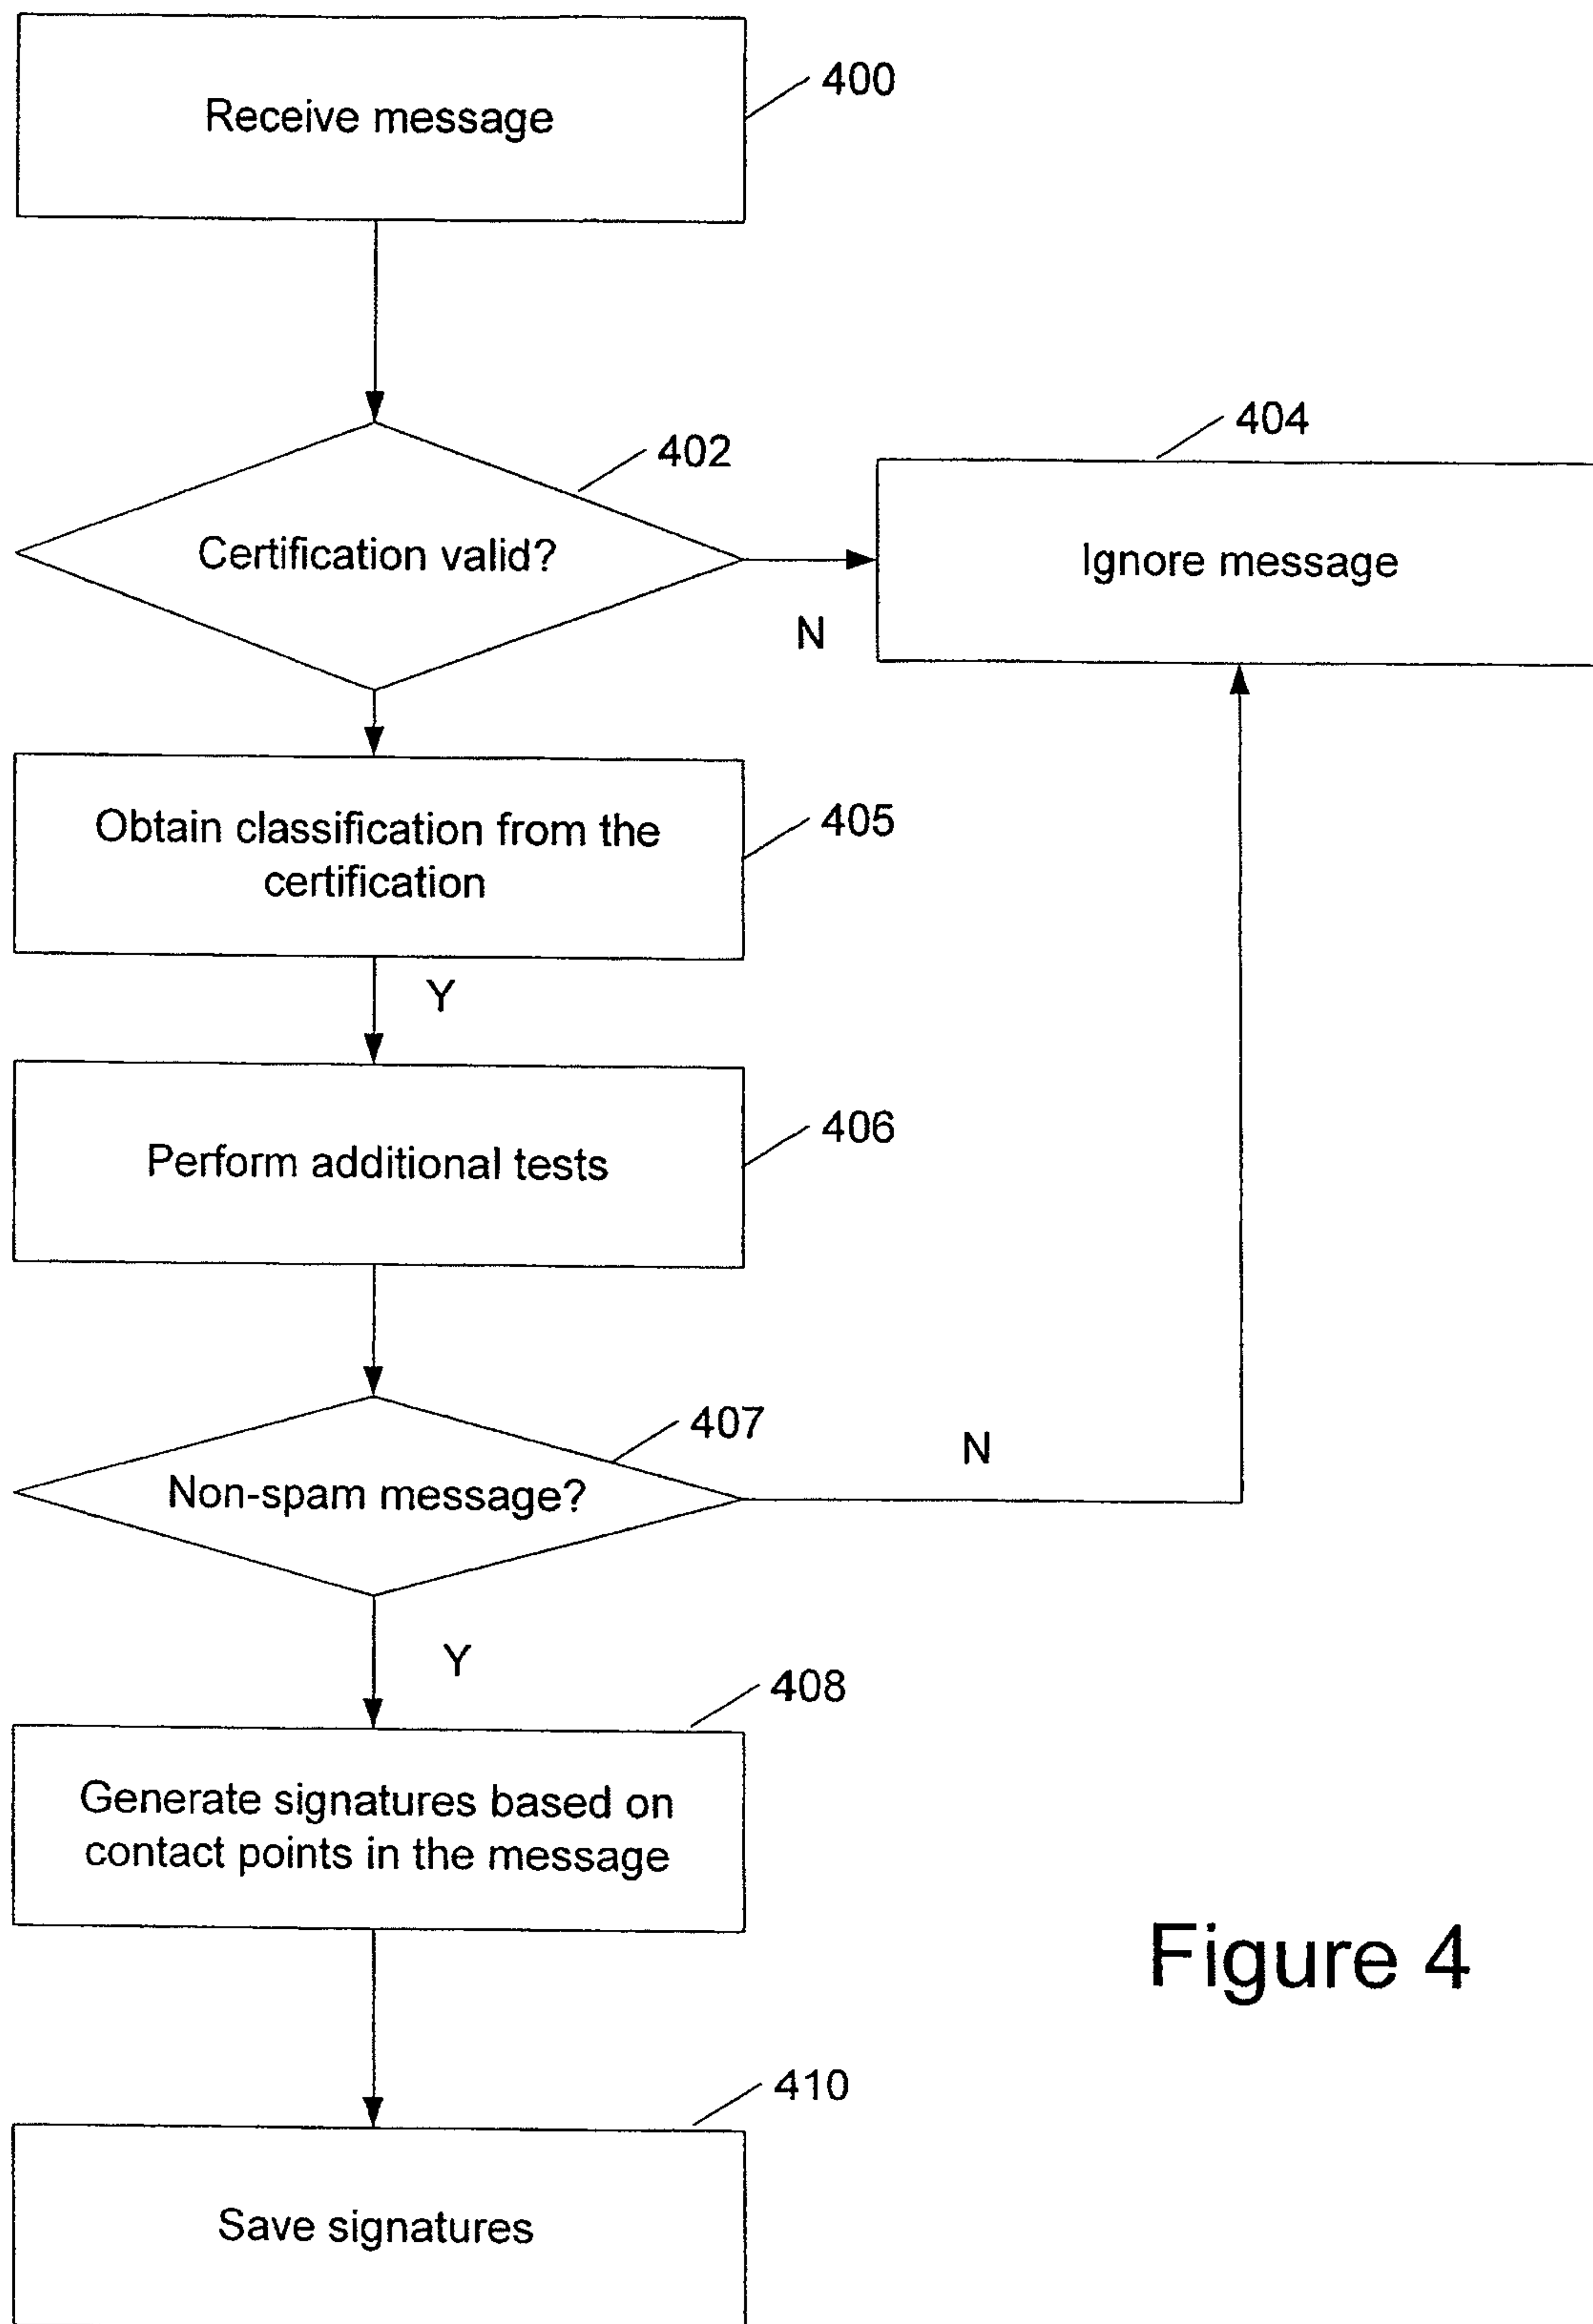 Receive message
400
402
Certification valid?
404
Ignore message
N
Obtain classification from the
certification
405
Y
Perform additional tests
406
407
Non-spam message?
N
Y
408
Generate signatures based on
contact points in the message
410
Save signatures
Figure 4